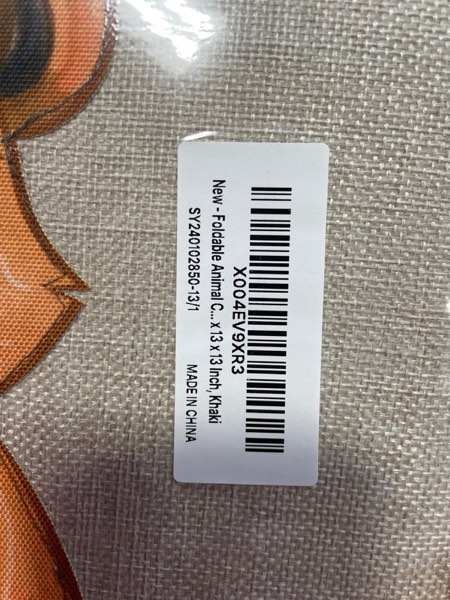 X004EV9XR3
New - Foldable Animal C... x 13 x 13 Inch, Khaki
SY240102850-13/1 MADE IN CHINA